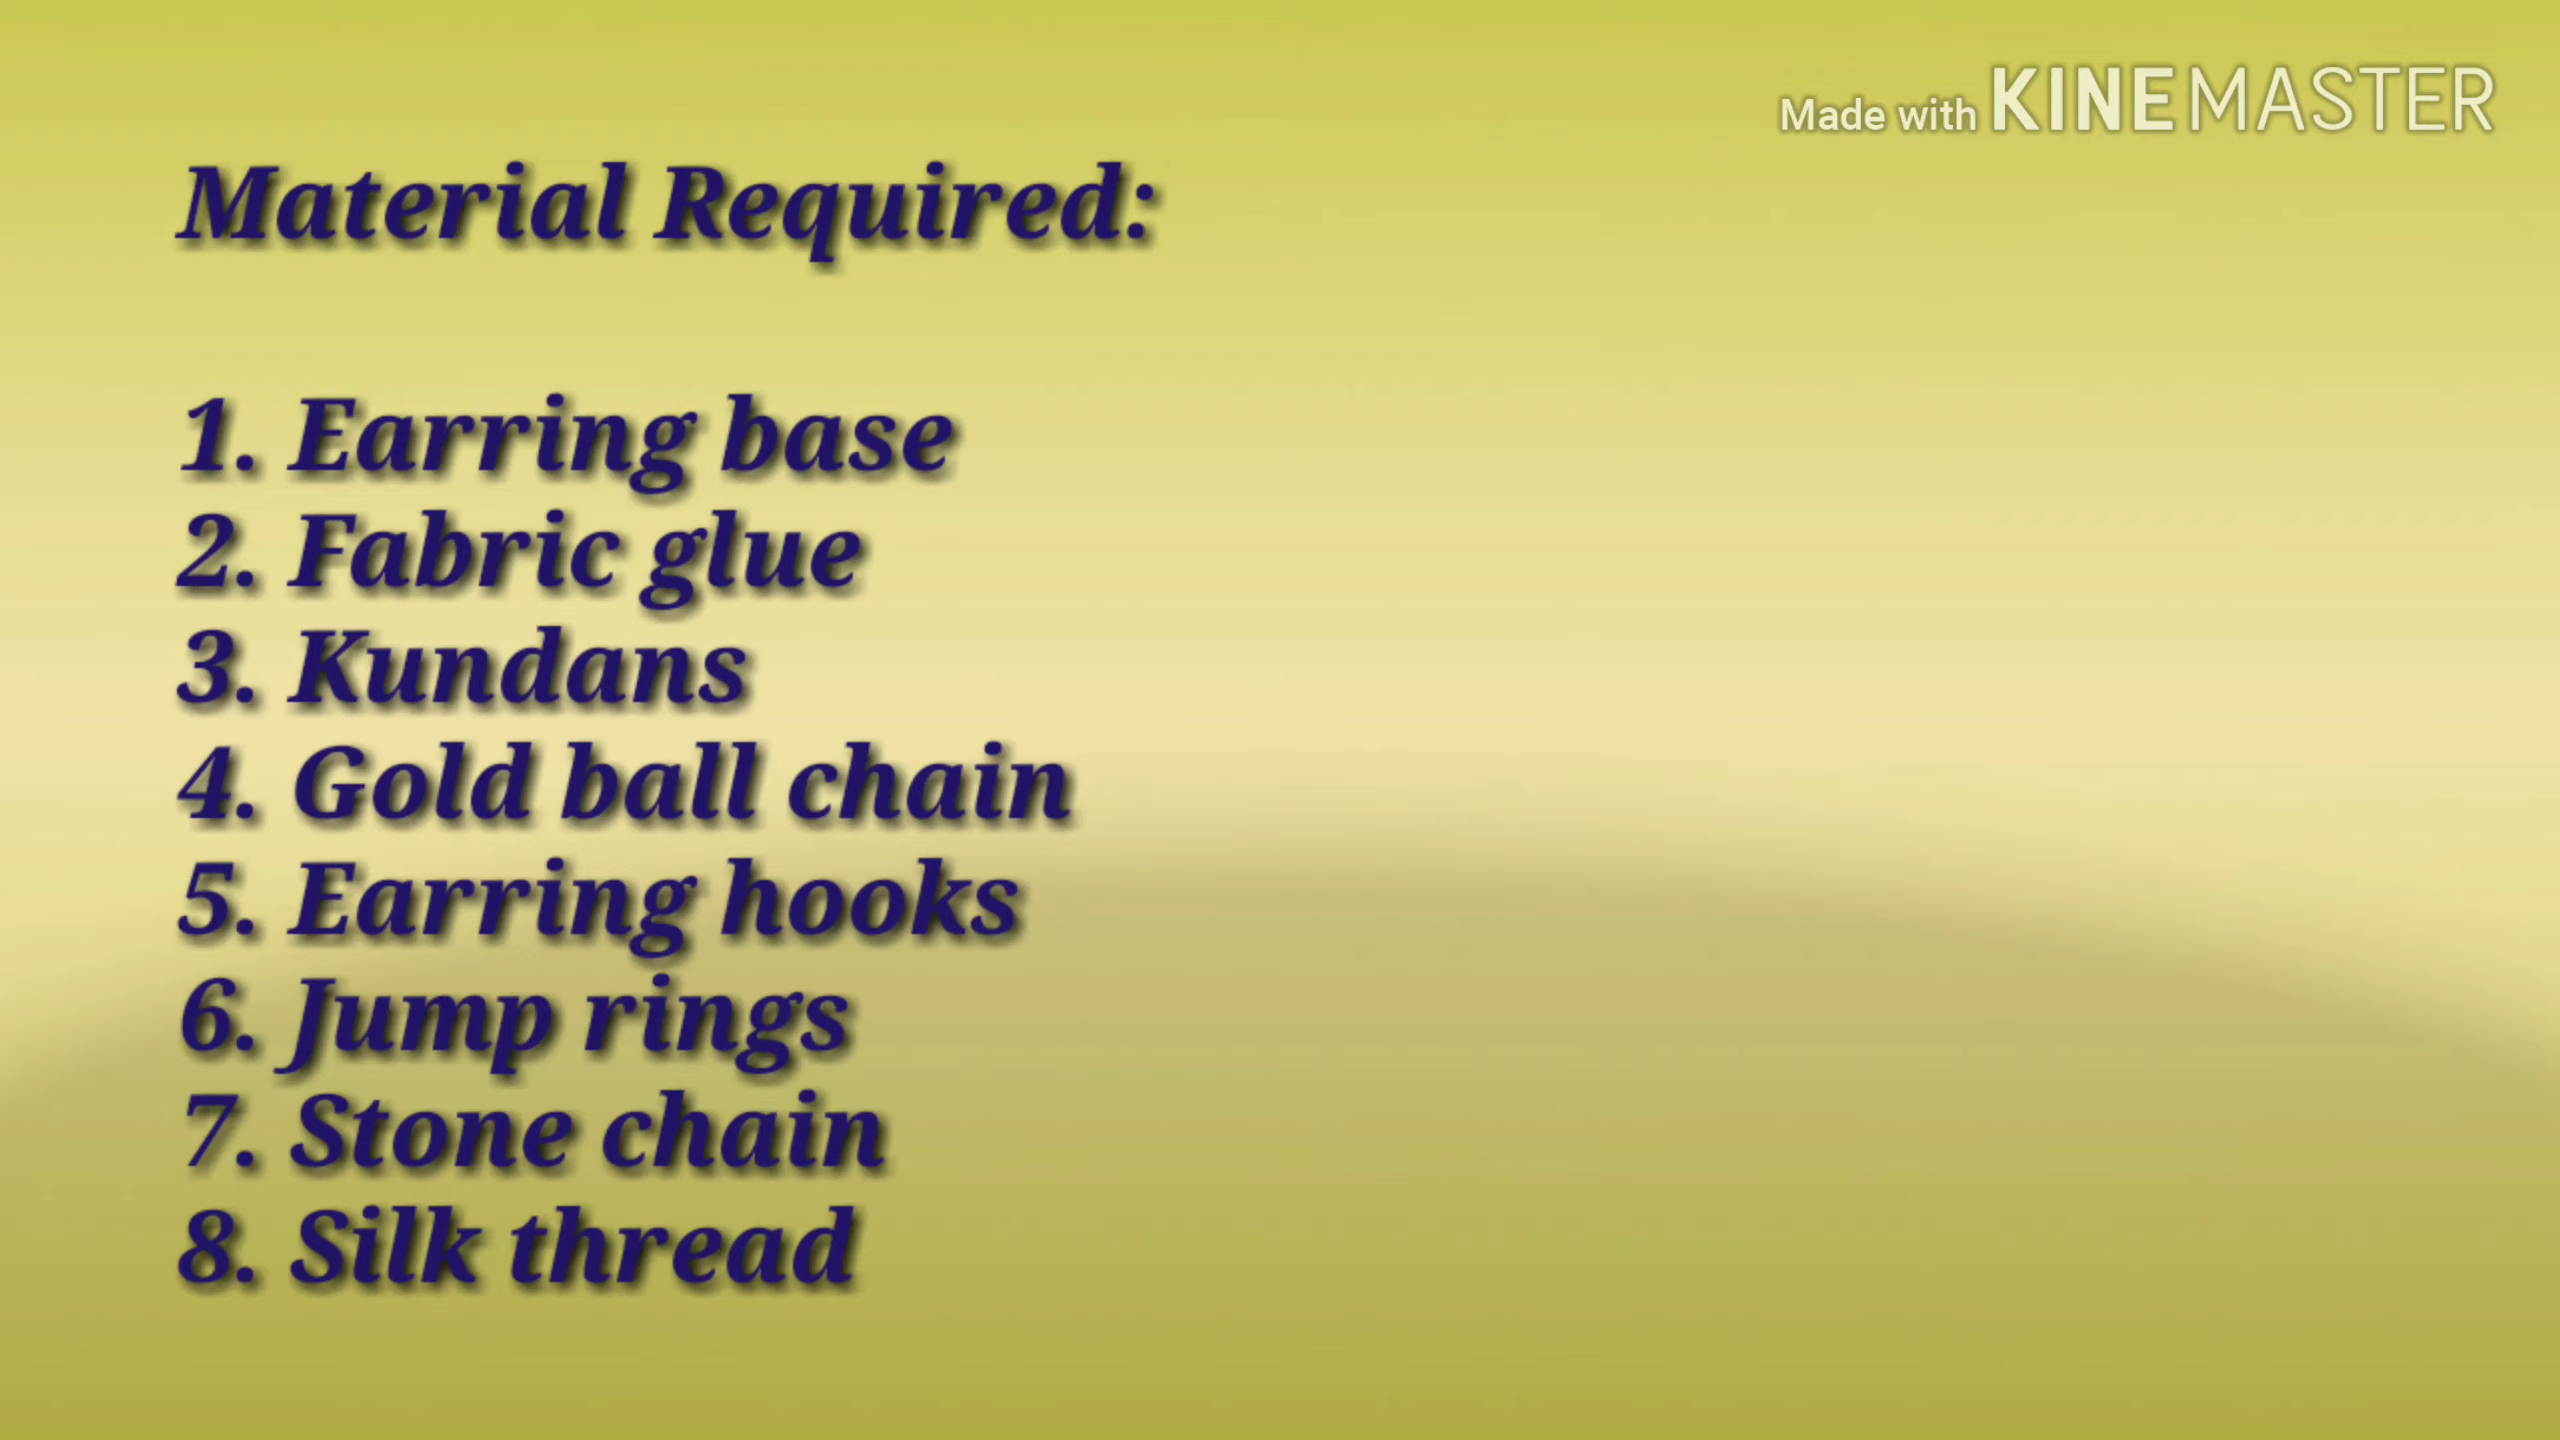 Made with KINEMASTER
Material Required:
1. Earring base
2. Fabric glue
3. Kundans
4. Gold ball chain
5. Earring hooks
6. Jump rings
7. Stone chain
8. Silk thread